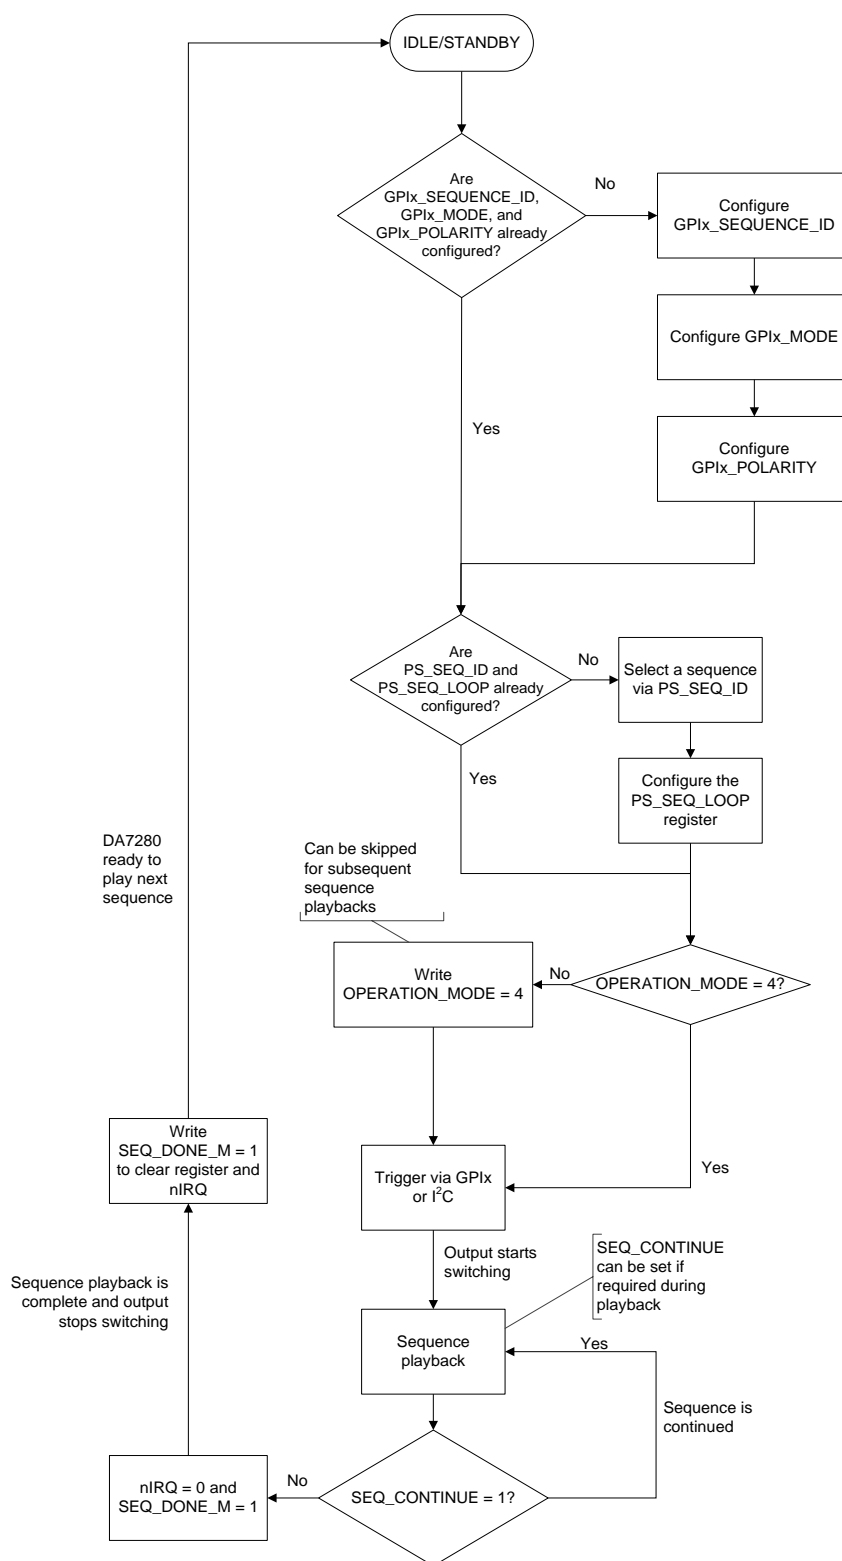 IDLE/STANDBY
Are
GPIx_SEQUENCE_ID,
GPIx_MODE, and
GPIx_POLARITY already
configured?
No
Configure
GPIx_SEQUENCE_ID
Configure GPIx_MODE
Configure
GPIx_POLARITY
Yes
Are
PS_SEQ_ID and
PS_SEQ_LOOP already
configured?
No
Select a sequence
via PS_SEQ_ID
Configure the
PS_SEQ_LOOP
register
Yes
DA7280
ready to
play next
sequence
Can be skipped
for subsequent
sequence
playbacks
OPERATION_MODE = 4?
No
Write
OPERATION_MODE = 4
Yes
Trigger via GPIx
or I²C
Output starts
switching
SEQ_CONTINUE
can be set if
required during
playback
Sequence
playback
Yes
Sequence is
continued
SEQ_CONTINUE = 1?
No
nIRQ = 0 and
SEQ_DONE_M = 1
Sequence playback is
complete and output
stops switching
Write
SEQ_DONE_M = 1
to clear register and
nIRQ